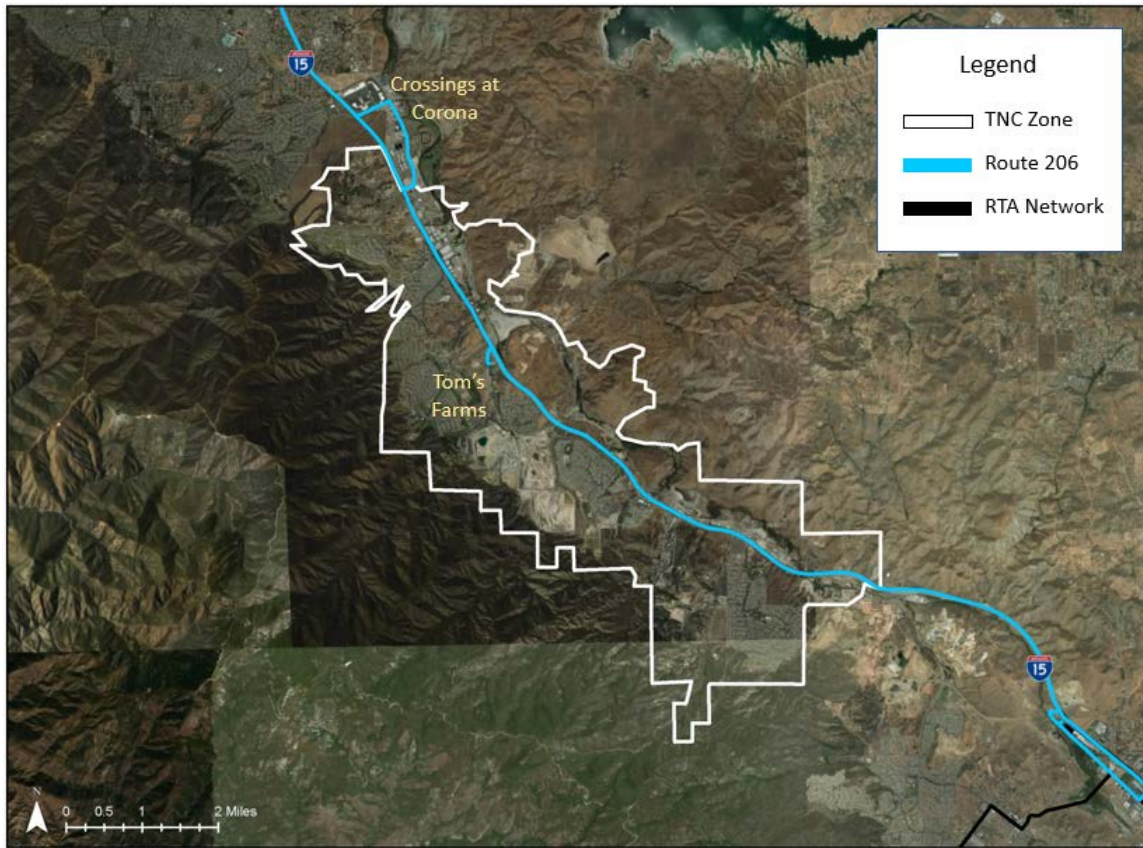 15
Crossings at
Corona
Legend
TNC Zone
Route 206
RTA Network
Tom's
Farms
15
N
0 0.5 1 2 Miles